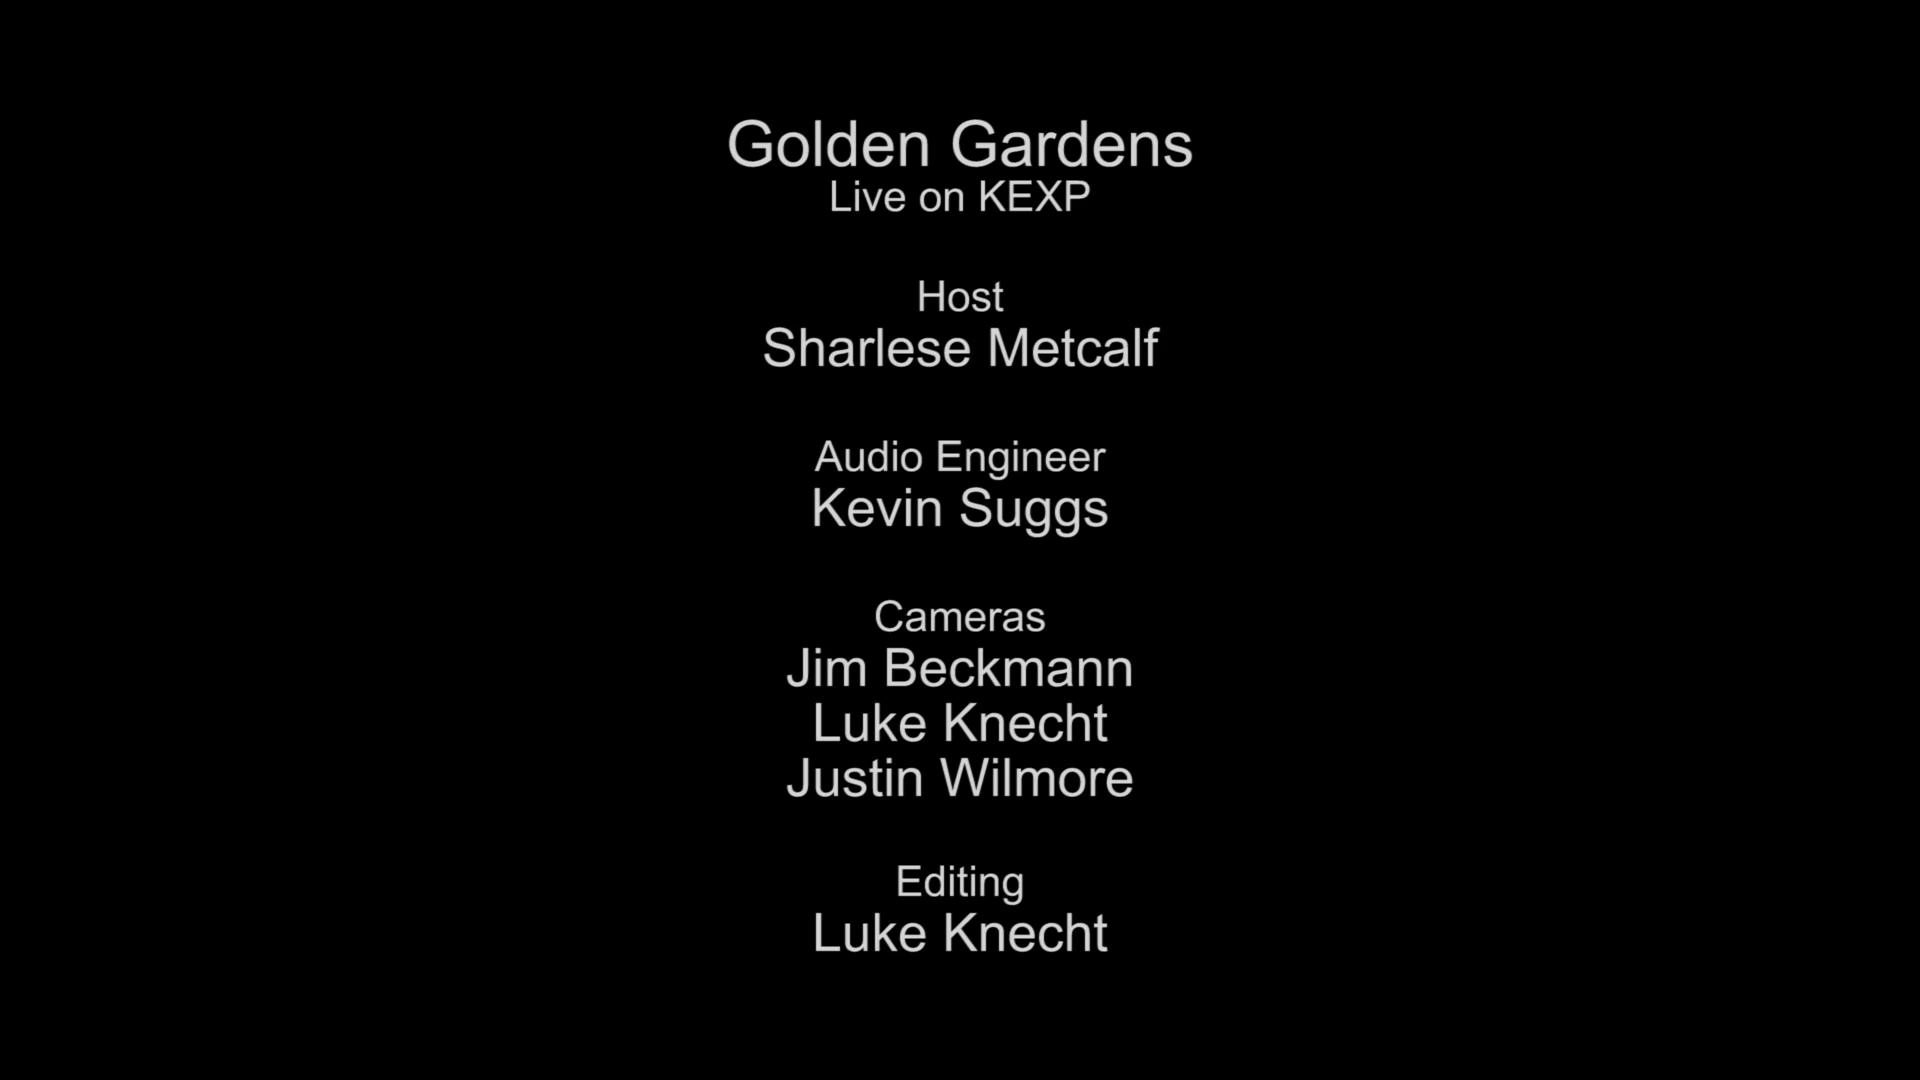 Golden Gardens
Live on KEXP
Host
Sharlese Metcalf
Audio Engineer
Kevin Suggs
Cameras
Jim Beckmann
Luke Knecht
Justin Wilmore
Editing
Luke Knecht